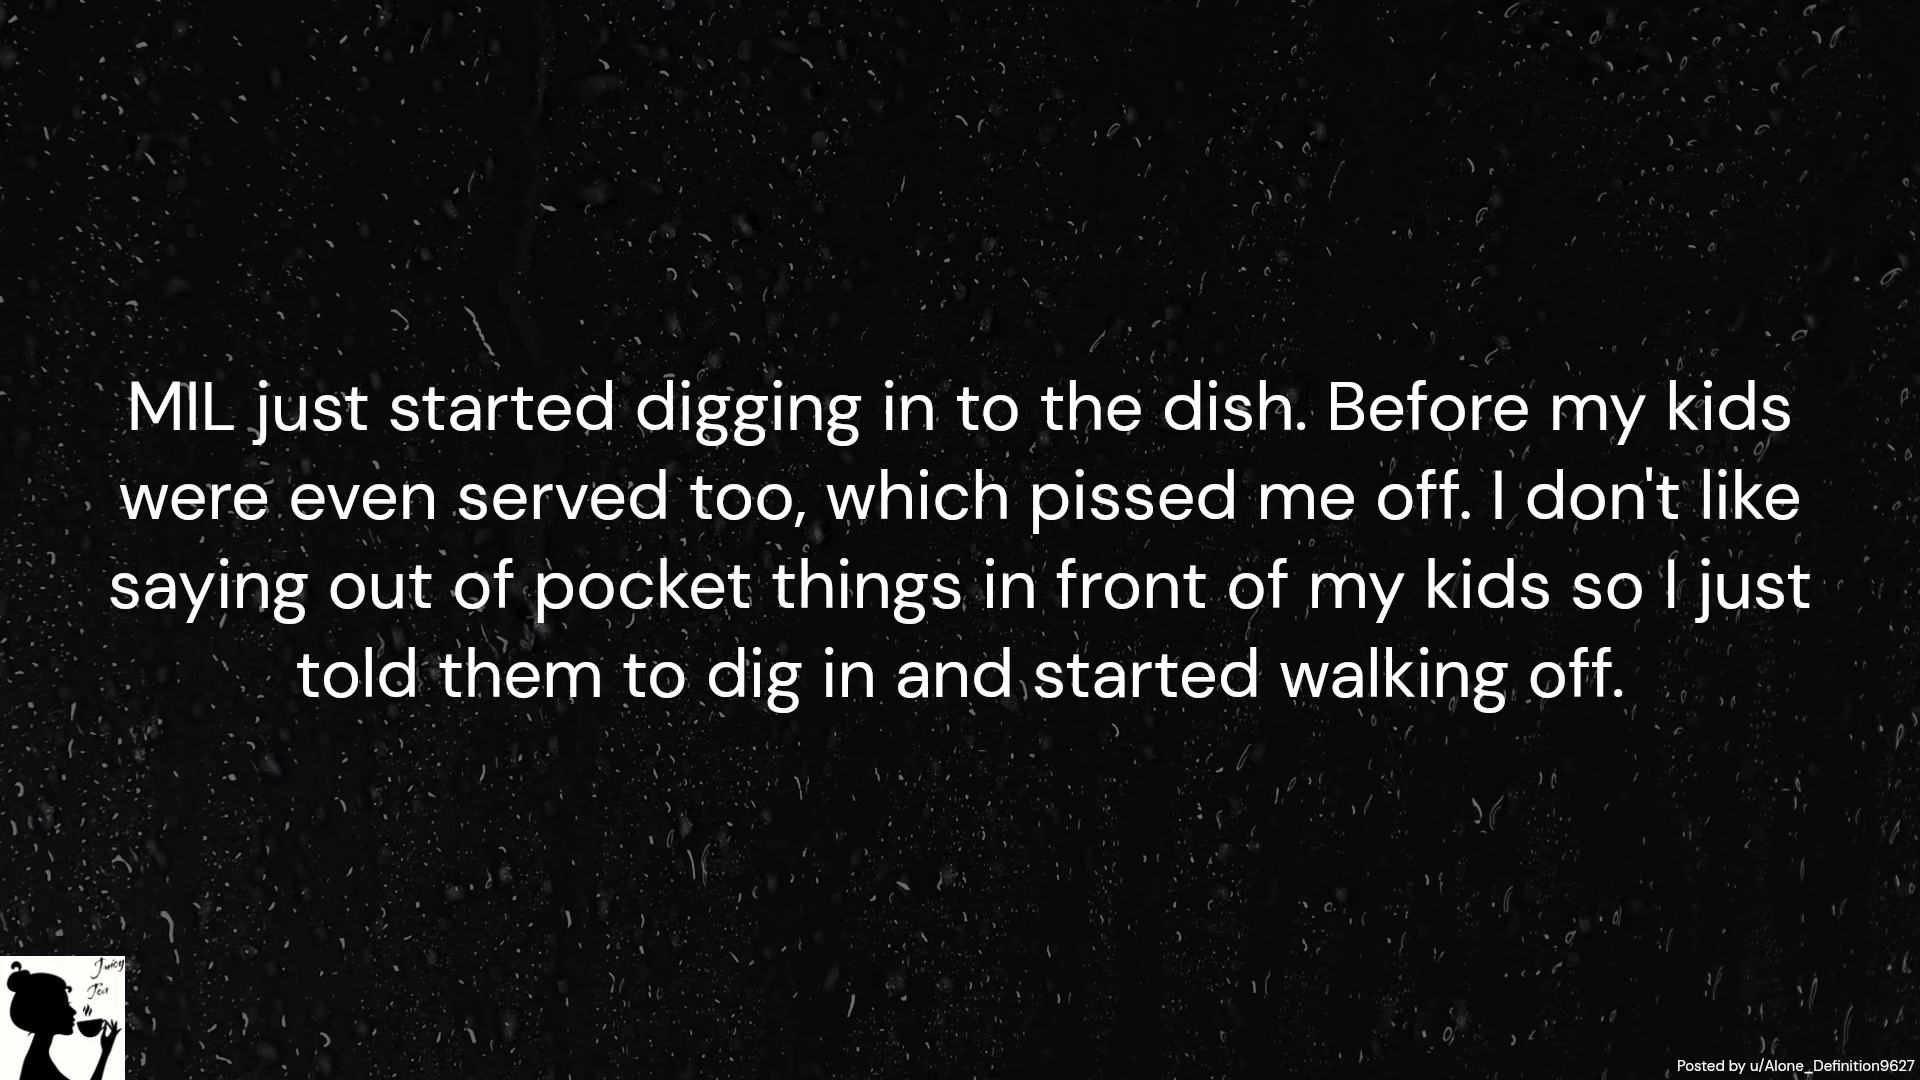 MIL just started digging in to the dish. Before my kids
were even served too, which pissed me off. I don't like
saying out of pocket things in front of my kids so I just
told them to dig in and started walking off.
Juicy
Tea
Posted by u/Alone_Definition9627